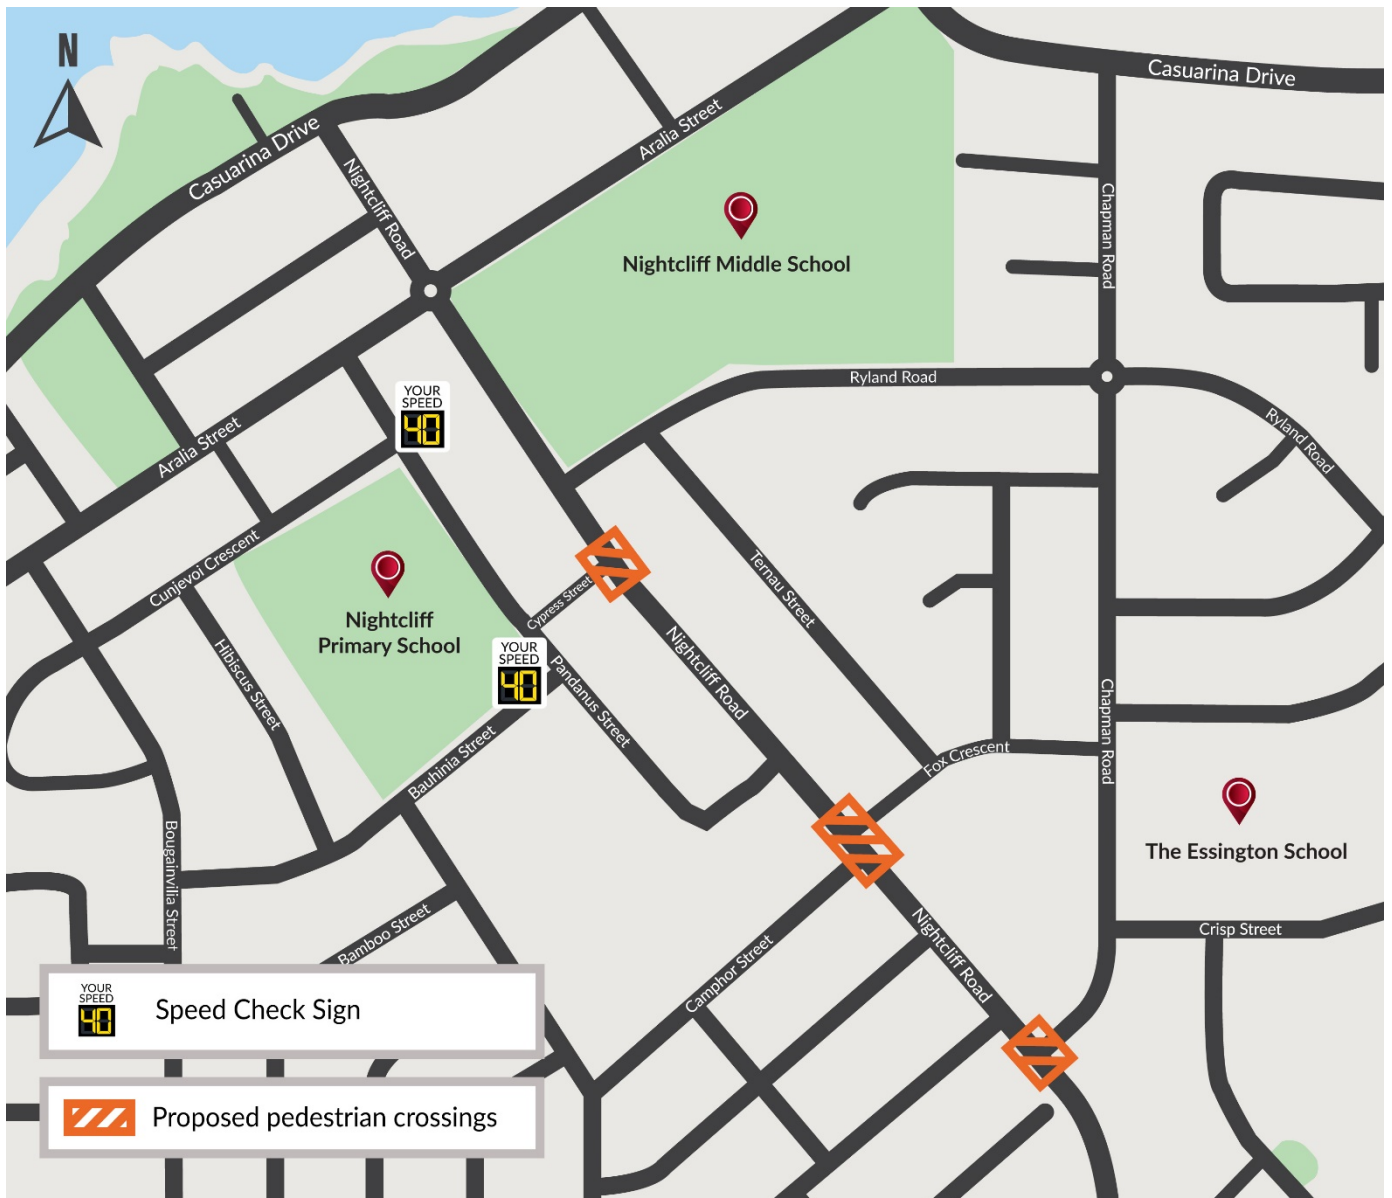 N
Casuarina Drive
Casuarina Drive
Aralia Street
Nightcliff Road
Chapman Road
Nightcliff Middle School
Ryland Road
YOUR
SPEED
40
Ryland Road
Aralia Street
Cunjevoi Crescent
Nightcliff
Primary School
Cypress Street
Ternau Street
Hibiscus Street
YOUR
SPEED
40
Pandanus Street
Nightcliff Road
Chapman Road
Bauhinia Street
Fox Crescent
The Essington School
Bougainvilia Street
Bamboo Street
Camphor Street
Nightcliff Road
Crisp Street
YOUR
SPEED
40
Speed Check Sign
Proposed pedestrian crossings